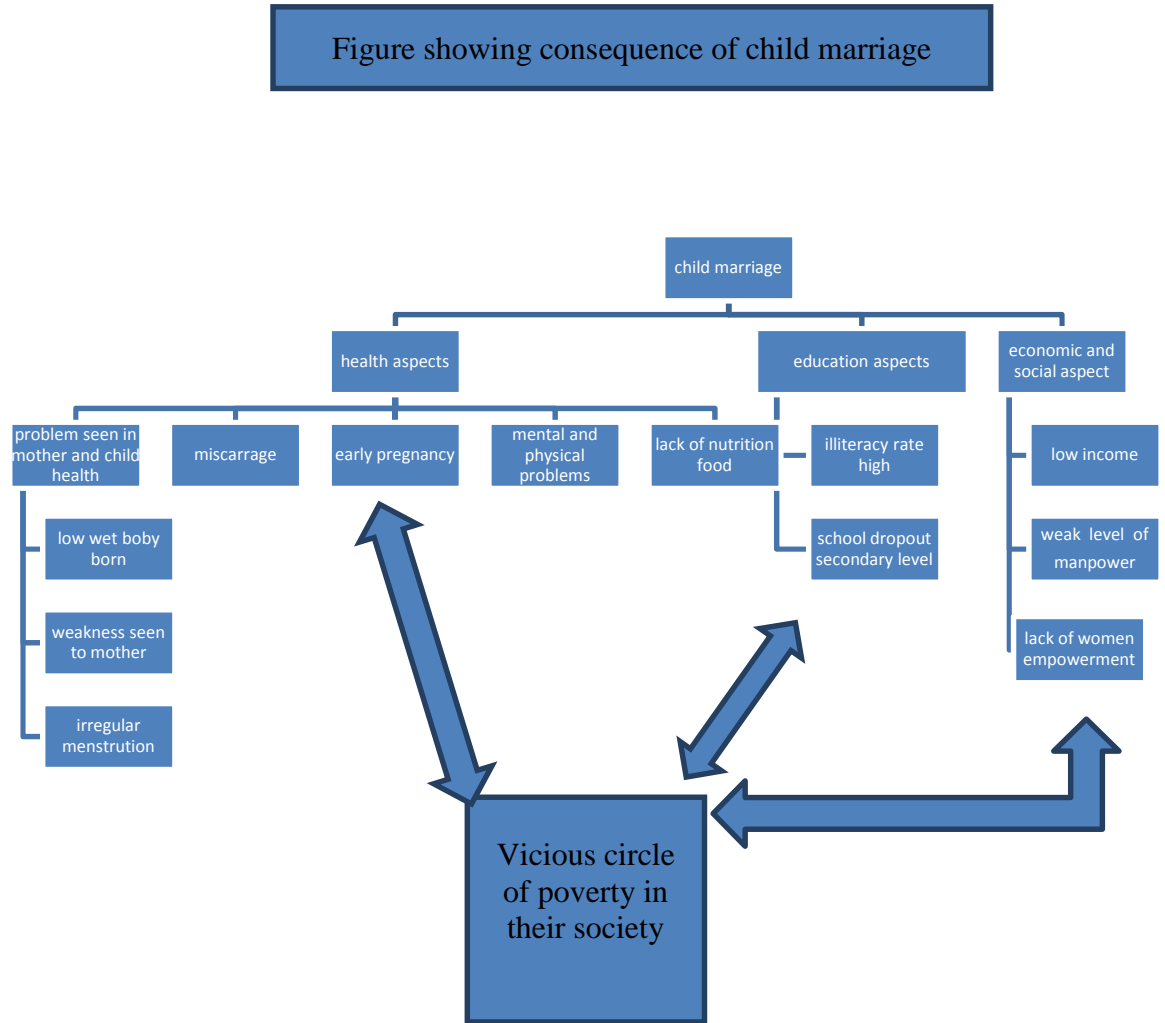 Figure showing consequence of child marriage
child marriage
health aspects
education aspects
economic and
social aspect
problem seen in
mother and child
health
miscarrage
early pregnancy
mental and
physical
problems
lack of nutrition
food
illiteracy rate
high
low income
low wet boby
born
school dropout
secondary level
weak level of
manpower
weakness seen
to mother
lack of women
empowerment
irregular
menstrution
Vicious circle
of poverty in
their society